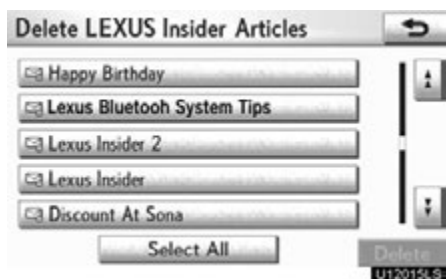 Delete LEXUS Insider Articles
Happy Birthday
Lexus Bluetooh System Tips
Lexus Insider 2
Lexus Insider
Discount At Sona
Select All
Delete
U12015LS